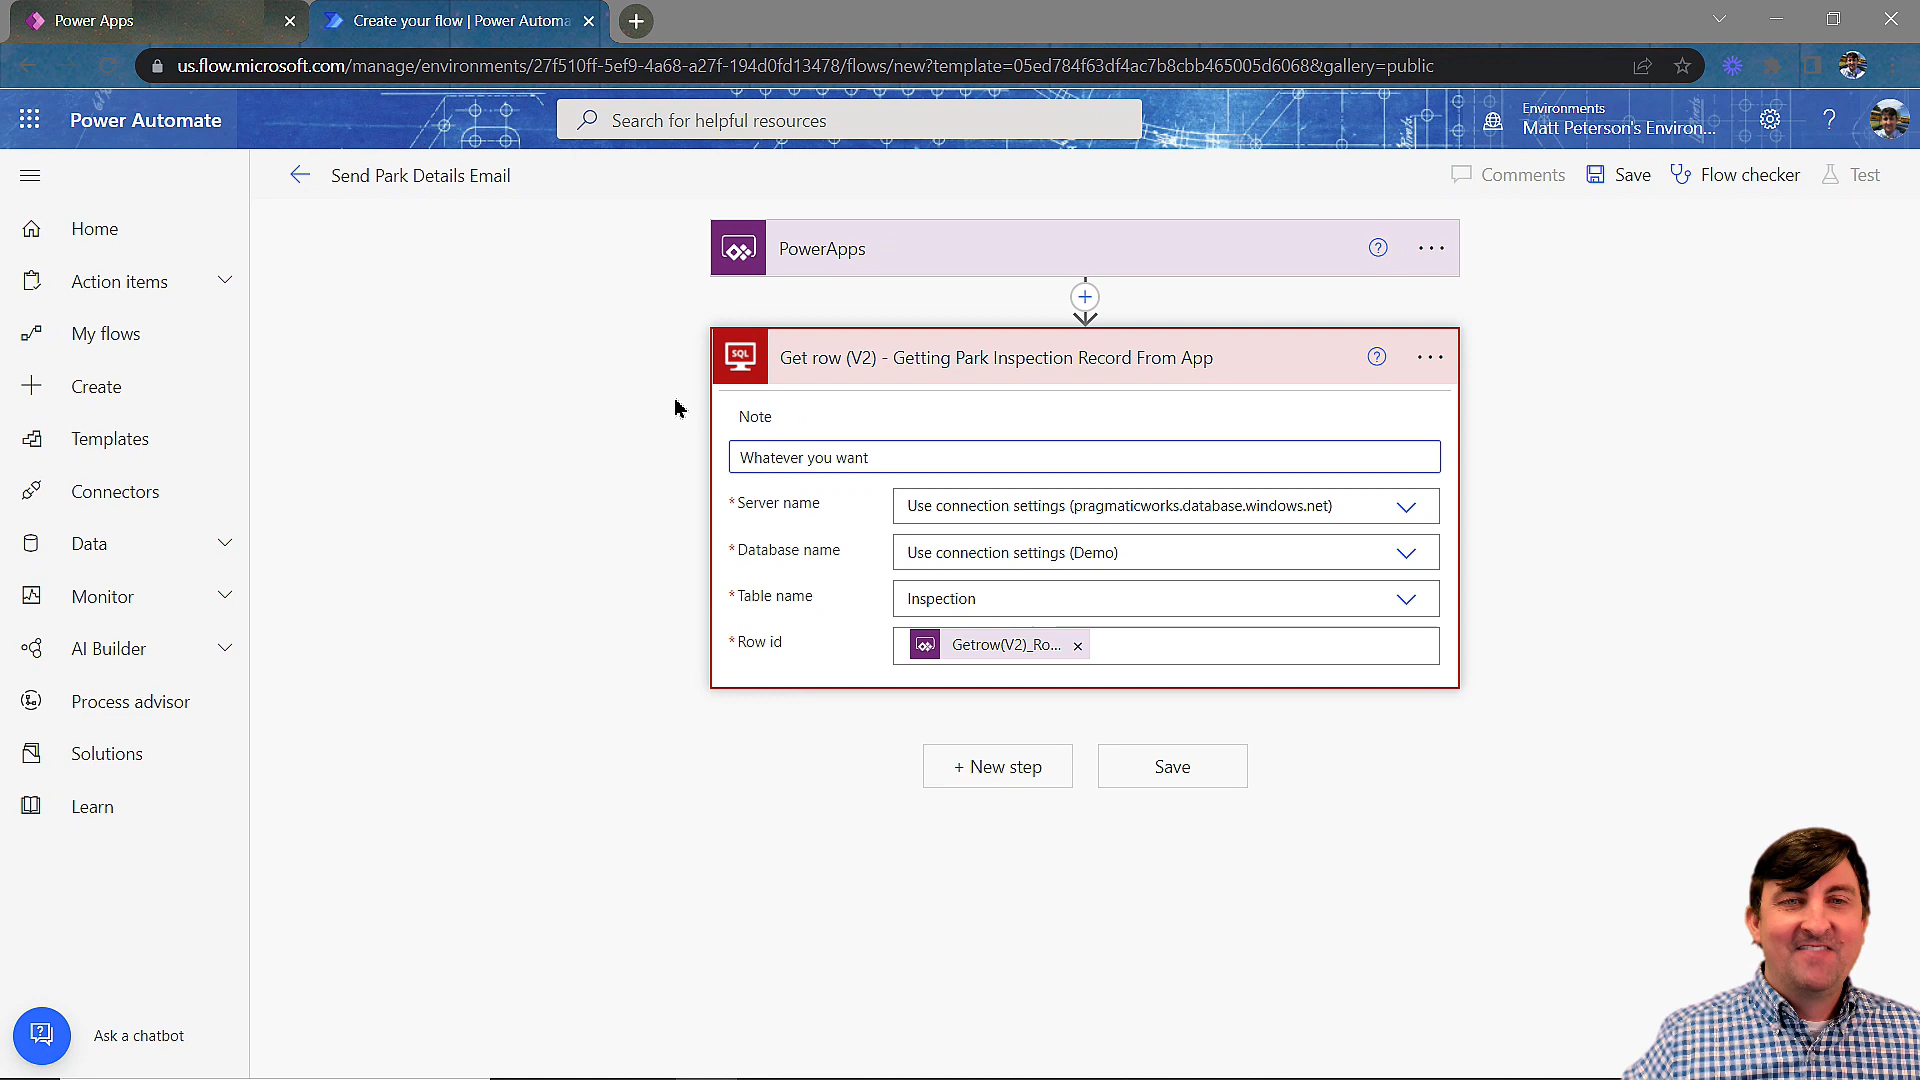 Power Apps
Create your flow | Power Automa
us.flow.microsoft.com/manage/environments/27f510ff-5ef9-4a68-a27f-194d0fd13478/flows/new?template=05ed784f63df4ac7b8cbb465005d6068&gallery=public
Power Automate
Search for helpful resources
Environments
Matt Peterson's Environ...
Send Park Details Email
Comments
Save
Flow checker
Test
Home
Action items
My flows
Create
Templates
Connectors
Data
Monitor
AI Builder
Process advisor
Solutions
Learn
Ask a chatbot
PowerApps
SQL
Get row (V2) - Getting Park Inspection Record From App
Note
Whatever you want
* Server name
Use connection settings (pragmaticworks.database.windows.net)
* Database name
Use connection settings (Demo)
* Table name
Inspection
* Row id
Getrow(V2)_Ro...
+ New step
Save